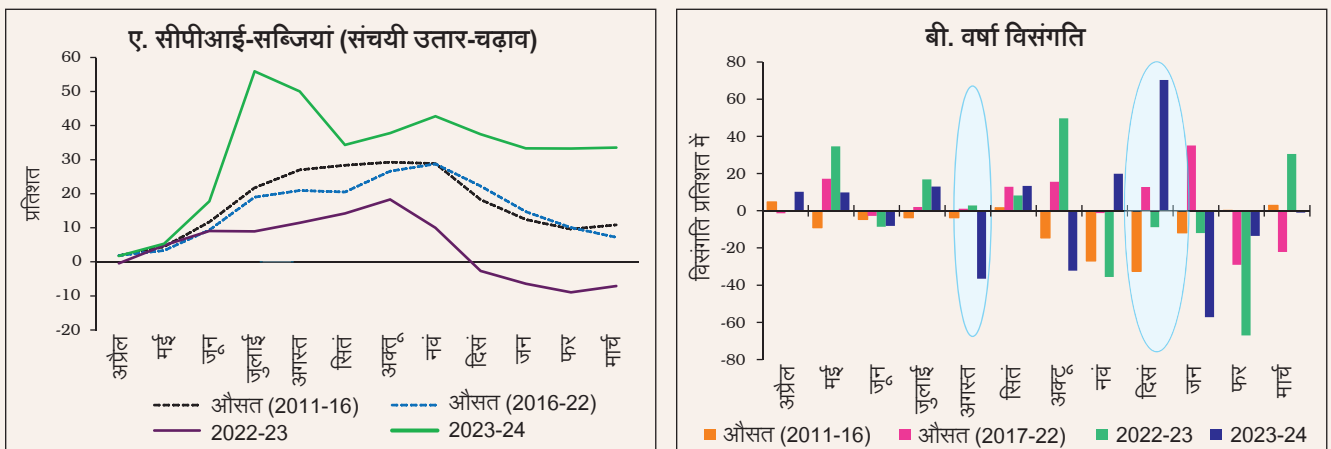 ए. सीपीआई-सब्जियां (संचयी उतार-चढ़ाव)
प्रतिशत
60
50
40
30
20
10
0
-10
-20
अप्रैल मई जून जुलाई अगस्त सितं अक्तू नवं दिसं जन फर मार्च
औसत (2011-16) औसत (2016-22)
2022-23 2023-24
बी. वर्षा विसंगति
विसंगति प्रतिशत में
80
60
40
20
0
-20
-40
-60
-80
अप्रैल मई जून जुलाई अगस्त सितं अक्टू नवं दिसं जन फर मार्च
औसत (2011-16) औसत (2017-22) 2022-23 2023-24